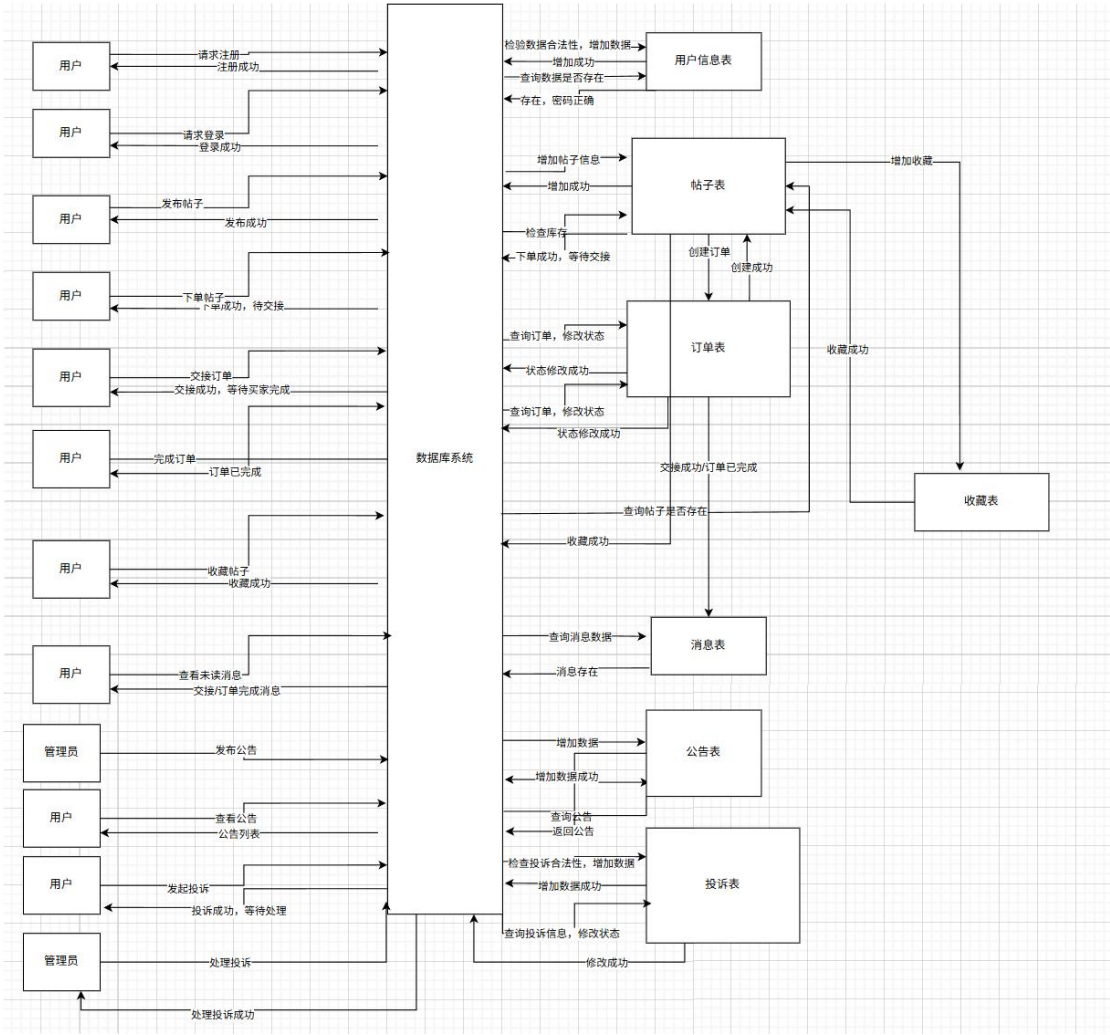 用户
请求注册
注册成功
用户
请求登录
登录成功
用户
发布帖子
发布成功
用户
下单帖子
下单成功，待交接
用户
交接订单
交接成功，等待买家完成
用户
完成订单
订单已完成
用户
收藏帖子
收藏成功
用户
查看未读消息
交接/订单完成消息
管理员
发布公告
用户
查看公告
公告列表
用户
发起投诉
投诉成功，等待处理
管理员
处理投诉
处理投诉成功
数据库系统
检验数据合法性，增加数据
增加成功
查询数据是否存在
存在，密码正确
用户信息表
增加帖子信息
增加成功
检查库存
下单成功，等待交接
帖子表
增加收藏
创建订单
创建成功
查询订单，修改状态
状态修改成功
查询订单，修改状态
状态修改成功
订单表
收藏成功
交接成功/订单已完成
收藏表
查询帖子是否存在
收藏成功
查询消息数据
消息存在
消息表
增加数据
增加数据成功
查询公告
返回公告
公告表
检查投诉合法性，增加数据
增加数据成功
查询投诉信息，修改状态
修改成功
投诉表